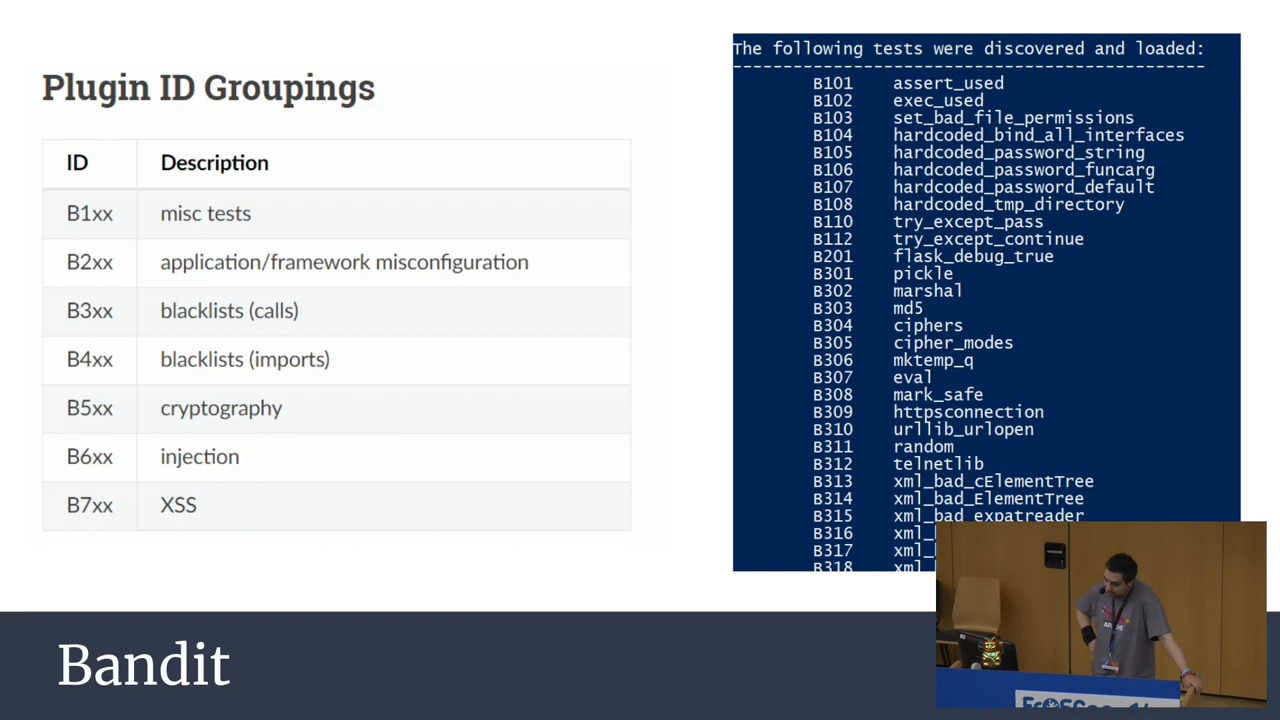 Plugin ID Groupings
ID Description
B1xx misc tests
B2xx application/framework misconfiguration
B3xx blacklists (calls)
B4xx blacklists (imports)
B5xx cryptography
B6xx injection
B7xx XSS
The following tests were discovered and loaded:
-----------------------------------------------
B101 assert_used
B102 exec_used
B103 set_bad_file_permissions
B104 hardcoded_bind_all_interfaces
B105 hardcoded_password_string
B106 hardcoded_password_funcarg
B107 hardcoded_password_default
B108 hardcoded_tmp_directory
B110 try_except_pass
B112 try_except_continue
B201 flask_debug_true
B301 pickle
B302 marshal
B303 md5
B304 ciphers
B305 cipher_modes
B306 mktemp_q
B307 eval
B308 mark_safe
B309 httpsconnection
B310 urllib_urlopen
B311 random
B312 telnetlib
B313 xml_bad_cElementTree
B314 xml_bad_ElementTree
B315 xml_bad_expatreader
B316 xml_
B317 xml_
B318 xml_
Bandit